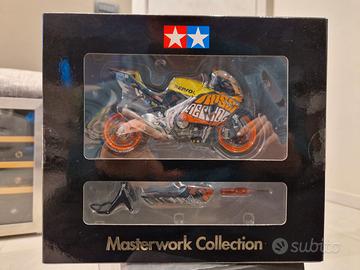 REPSOL
Masterwork Collection
subito